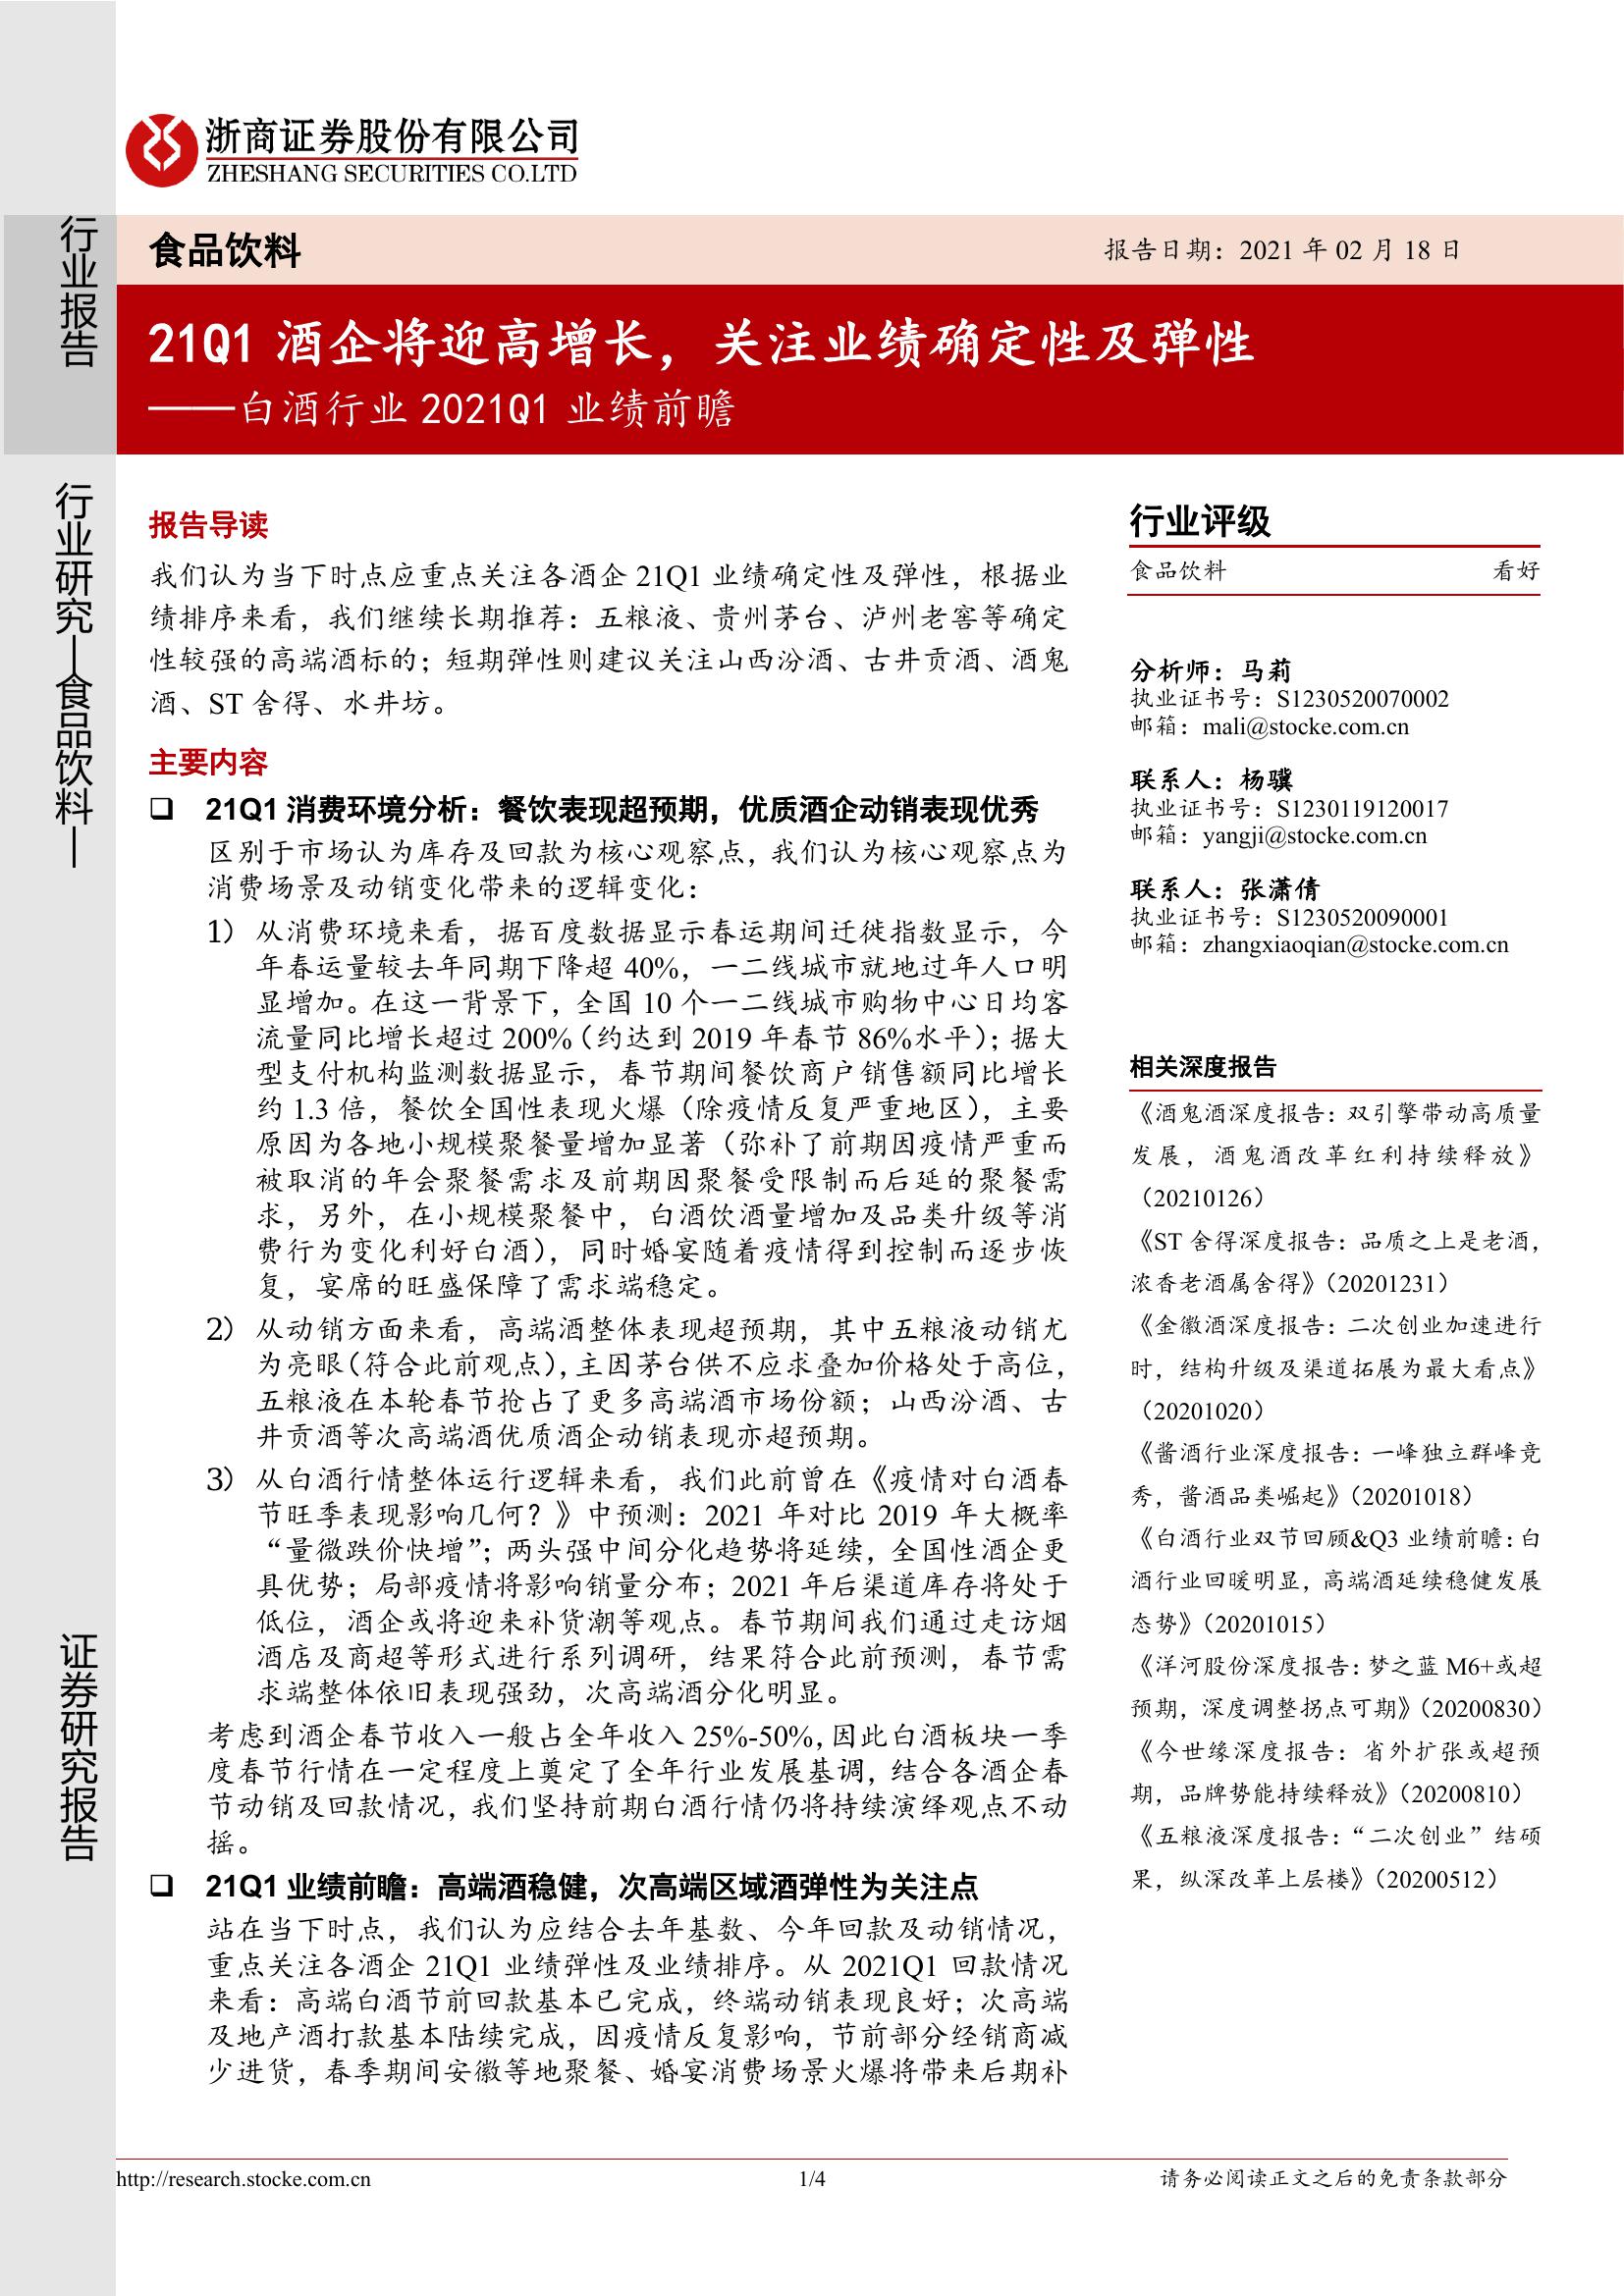 浙商证券股份有限公司
ZHESHANG SECURITIES CO.LTD
行业报告
食品饮料
报告日期：2021 年 02 月 18 日
21Q1 酒企将迎高增长，关注业绩确定性及弹性
——白酒行业 2021Q1 业绩前瞻
行业研究—食品饮料—
证券研究报告
报告导读
我们认为当下时点应重点关注各酒企 21Q1 业绩确定性及弹性，根据业
绩排序来看，我们继续长期推荐：五粮液、贵州茅台、泸州老窖等确定
性较强的高端酒标的；短期弹性则建议关注山西汾酒、古井贡酒、酒鬼
酒、ST 舍得、水井坊。
主要内容
❑ 21Q1 消费环境分析：餐饮表现超预期，优质酒企动销表现优秀
区别于市场认为库存及回款为核心观察点，我们认为核心观察点为
消费场景及动销变化带来的逻辑变化：
1） 从消费环境来看，据百度数据显示春运期间迁徙指数显示，今
年春运量较去年同期下降超 40%，一二线城市就地过年人口明
显增加。在这一背景下，全国 10 个一二线城市购物中心日均客
流量同比增长超过 200%（约达到 2019 年春节 86%水平）；据大
型支付机构监测数据显示，春节期间餐饮商户销售额同比增长
约 1.3 倍，餐饮全国性表现火爆（除疫情反复严重地区），主要
原因为各地小规模聚餐量增加显著（弥补了前期因疫情严重而
被取消的年会聚餐需求及前期因聚餐受限制而后延的聚餐需
求，另外，在小规模聚餐中，白酒饮酒量增加及品类升级等消
费行为变化利好白酒），同时婚宴随着疫情得到控制而逐步恢
复，宴席的旺盛保障了需求端稳定。
2） 从动销方面来看，高端酒整体表现超预期，其中五粮液动销尤
为亮眼（符合此前观点），主因茅台供不应求叠加价格处于高位，
五粮液在本轮春节抢占了更多高端酒市场份额；山西汾酒、古
井贡酒等次高端酒优质酒企动销表现亦超预期。
3） 从白酒行情整体运行逻辑来看，我们此前曾在《疫情对白酒春
节旺季表现影响几何？》中预测：2021 年对比 2019 年大概率
“量微跌价快增”；两头强中间分化趋势将延续，全国性酒企更
具优势；局部疫情将影响销量分布；2021 年后渠道库存将处于
低位，酒企或将迎来补货潮等观点。春节期间我们通过走访烟
酒店及商超等形式进行系列调研，结果符合此前预测，春节需
求端整体依旧表现强劲，次高端酒分化明显。
考虑到酒企春节收入一般占全年收入 25%-50%，因此白酒板块一季
度春节行情在一定程度上奠定了全年行业发展基调，结合各酒企春
节动销及回款情况，我们坚持前期白酒行情仍将持续演绎观点不动
摇。
❑ 21Q1 业绩前瞻：高端酒稳健，次高端区域酒弹性为关注点
站在当下时点，我们认为应结合去年基数、今年回款及动销情况，
重点关注各酒企 21Q1 业绩弹性及业绩排序。从 2021Q1 回款情况
来看：高端白酒节前回款基本已完成，终端动销表现良好；次高端
及地产酒打款基本陆续完成，因疫情反复影响，节前部分经销商减
少进货，春季期间安徽等地聚餐、婚宴消费场景火爆将带来后期补
行业评级
食品饮料 看好
分析师：马莉
执业证书号：S1230520070002
邮箱：mali@stocke.com.cn
联系人：杨骥
执业证书号：S1230119120017
邮箱：yangji@stocke.com.cn
联系人：张潇倩
执业证书号：S1230520090001
邮箱：zhangxiaoqian@stocke.com.cn
相关深度报告
《酒鬼酒深度报告：双引擎带动高质量
发展，酒鬼酒改革红利持续释放》
（20210126）
《ST 舍得深度报告：品质之上是老酒，
浓香老酒属舍得》（20201231）
《金徽酒深度报告：二次创业加速进行
时，结构升级及渠道拓展为最大看点》
（20201020）
《酱酒行业深度报告：一峰独立群峰竞
秀，酱酒品类崛起》（20201018）
《白酒行业双节回顾&Q3 业绩前瞻：白
酒行业回暖明显，高端酒延续稳健发展
态势》（20201015）
《洋河股份深度报告：梦之蓝 M6+或超
预期，深度调整拐点可期》（20200830）
《今世缘深度报告：省外扩张或超预
期，品牌势能持续释放》（20200810）
《五粮液深度报告：“二次创业”结硕
果，纵深改革上层楼》（20200512）
http://research.stocke.com.cn
1/4
请务必阅读正文之后的免责条款部分